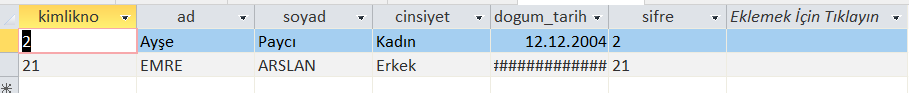 kimlikno ad soyad cinsiyet dogum_tarih sifre Eklemek İçin Tıklayın
2 Ayşe Paycı Kadın 12.12.2004 2
21 EMRE ARSLAN Erkek ############# 21